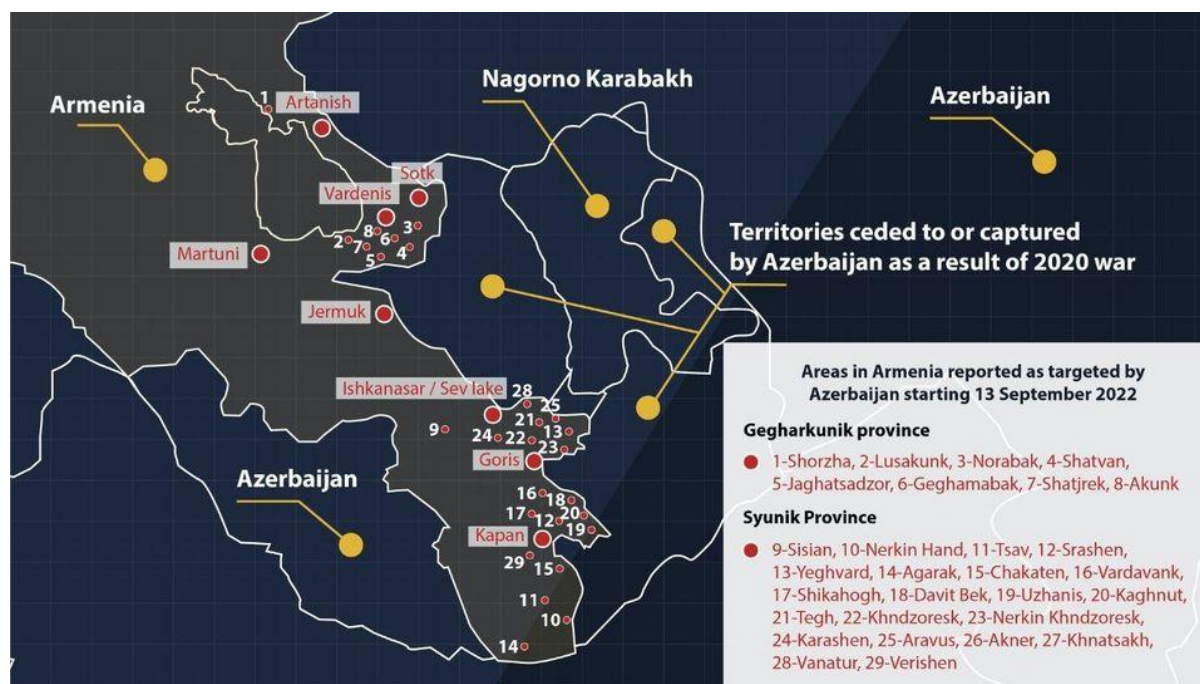 Armenia
1
Artanish
Nagorno Karabakh
Azerbaijan
Sotk
Vardenis
8
3
2
6
7
4
5
Martuni
Territories ceded to or captured
by Azerbaijan as a result of 2020 war
Jermuk
Ishkanasar / Sev lake
28
25
21
9
24
22
13
23
Goris
Azerbaijan
16
18
17
20
12
19
Kapan
29
15
11
10
14
Areas in Armenia reported as targeted by
Azerbaijan starting 13 September 2022
Gegharkunik province
1-Shorzha, 2-Lusakunk, 3-Norabak, 4-Shatvan,
5-Jaghatsadzor, 6-Geghamabak, 7-Shatjrek, 8-Akunk
Syunik Province
9-Sisian, 10-Nerkin Hand, 11-Tsav, 12-Srashen,
13-Yeghvard, 14-Agarak, 15-Chakaten, 16-Vardavank,
17-Shikahogh, 18-Davit Bek, 19-Uzhanis, 20-Kaghnut,
21-Tegh, 22-Khndzoresk, 23-Nerkin Khndzoresk,
24-Karashen, 25-Aravus, 26-Akner, 27-Khnatsakh,
28-Vanatur, 29-Verishen